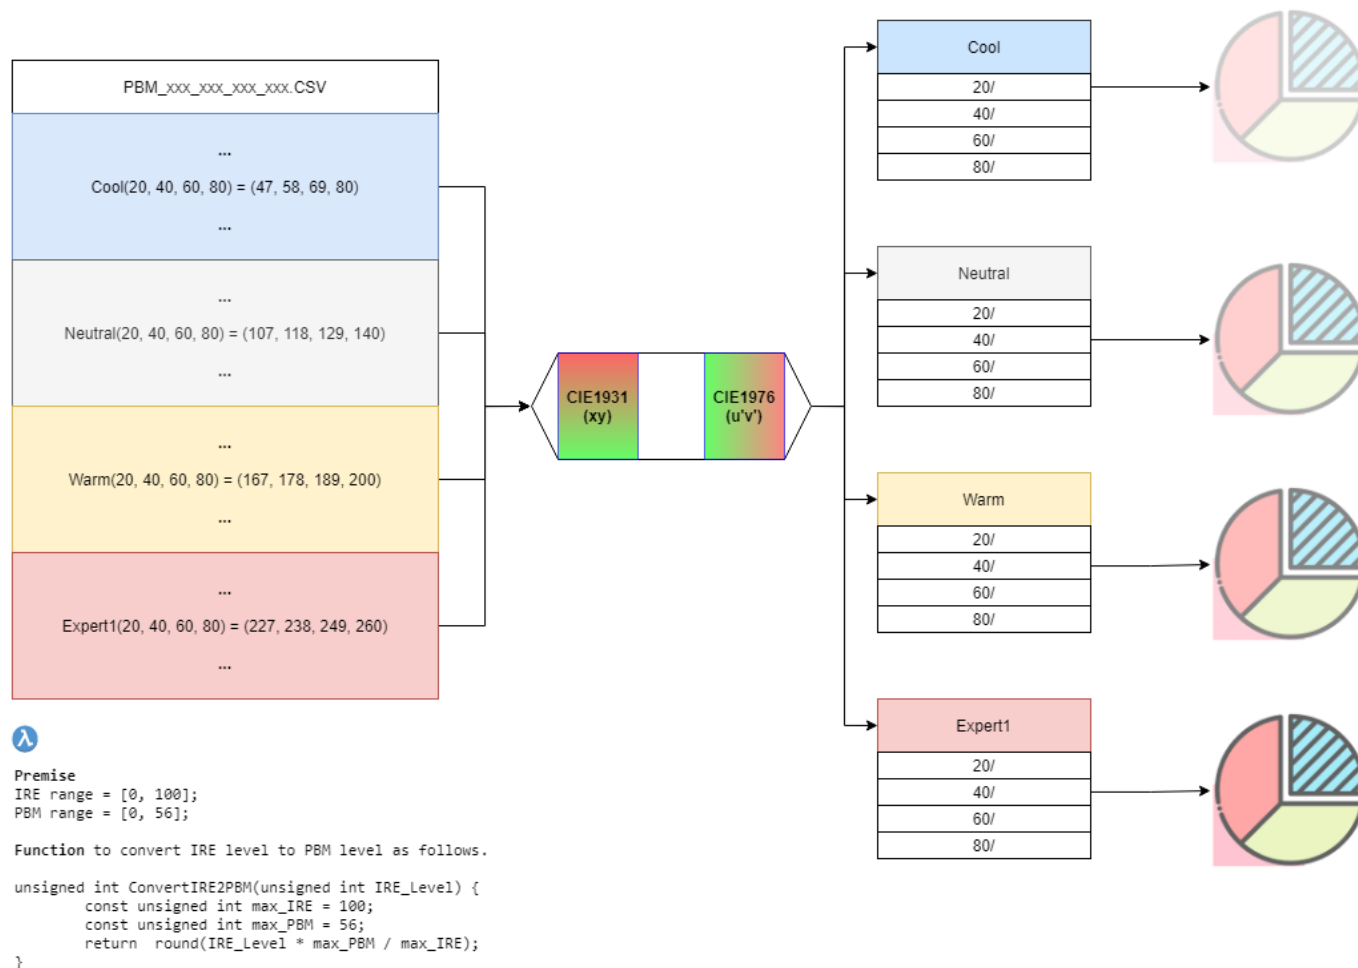 PBM_xxx_xxx_xxx_xxx.CSV
...
Cool(20, 40, 60, 80) = (47, 58, 69, 80)
...
...
Neutral(20, 40, 60, 80) = (107, 118, 129, 140)
...
...
Warm(20, 40, 60, 80) = (167, 178, 189, 200)
...
...
Expert1(20, 40, 60, 80) = (227, 238, 249, 260)
...
CIE1931
(xy)
CIE1976
(u'v')
Cool
20/
40/
60/
80/
Neutral
20/
40/
60/
80/
Warm
20/
40/
60/
80/
Expert1
20/
40/
60/
80/
λ
Premise
IRE range = [0, 100];
PBM range = [0, 56];
Function to convert IRE level to PBM level as follows.
unsigned int ConvertIRE2PBM(unsigned int IRE_Level) {
const unsigned int max_IRE = 100;
const unsigned int max_PBM = 56;
return  round(IRE_Level * max_PBM / max_IRE);
}